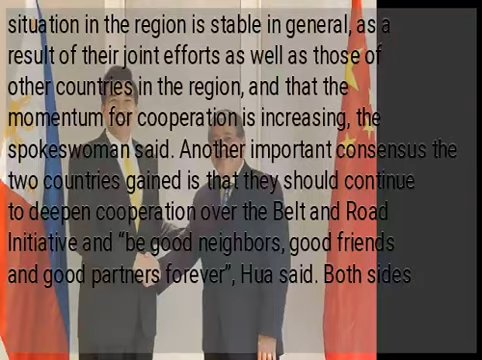 situation in the region is stable in general, as a
result of their joint efforts as well as those of
other countries in the region, and that the
momentum for cooperation is increasing, the
spokeswoman said. Another important consensus the
two countries gained is that they should continue
to deepen cooperation over the Belt and Road
Initiative and “be good neighbors, good friends
and good partners forever”, Hua said. Both sides